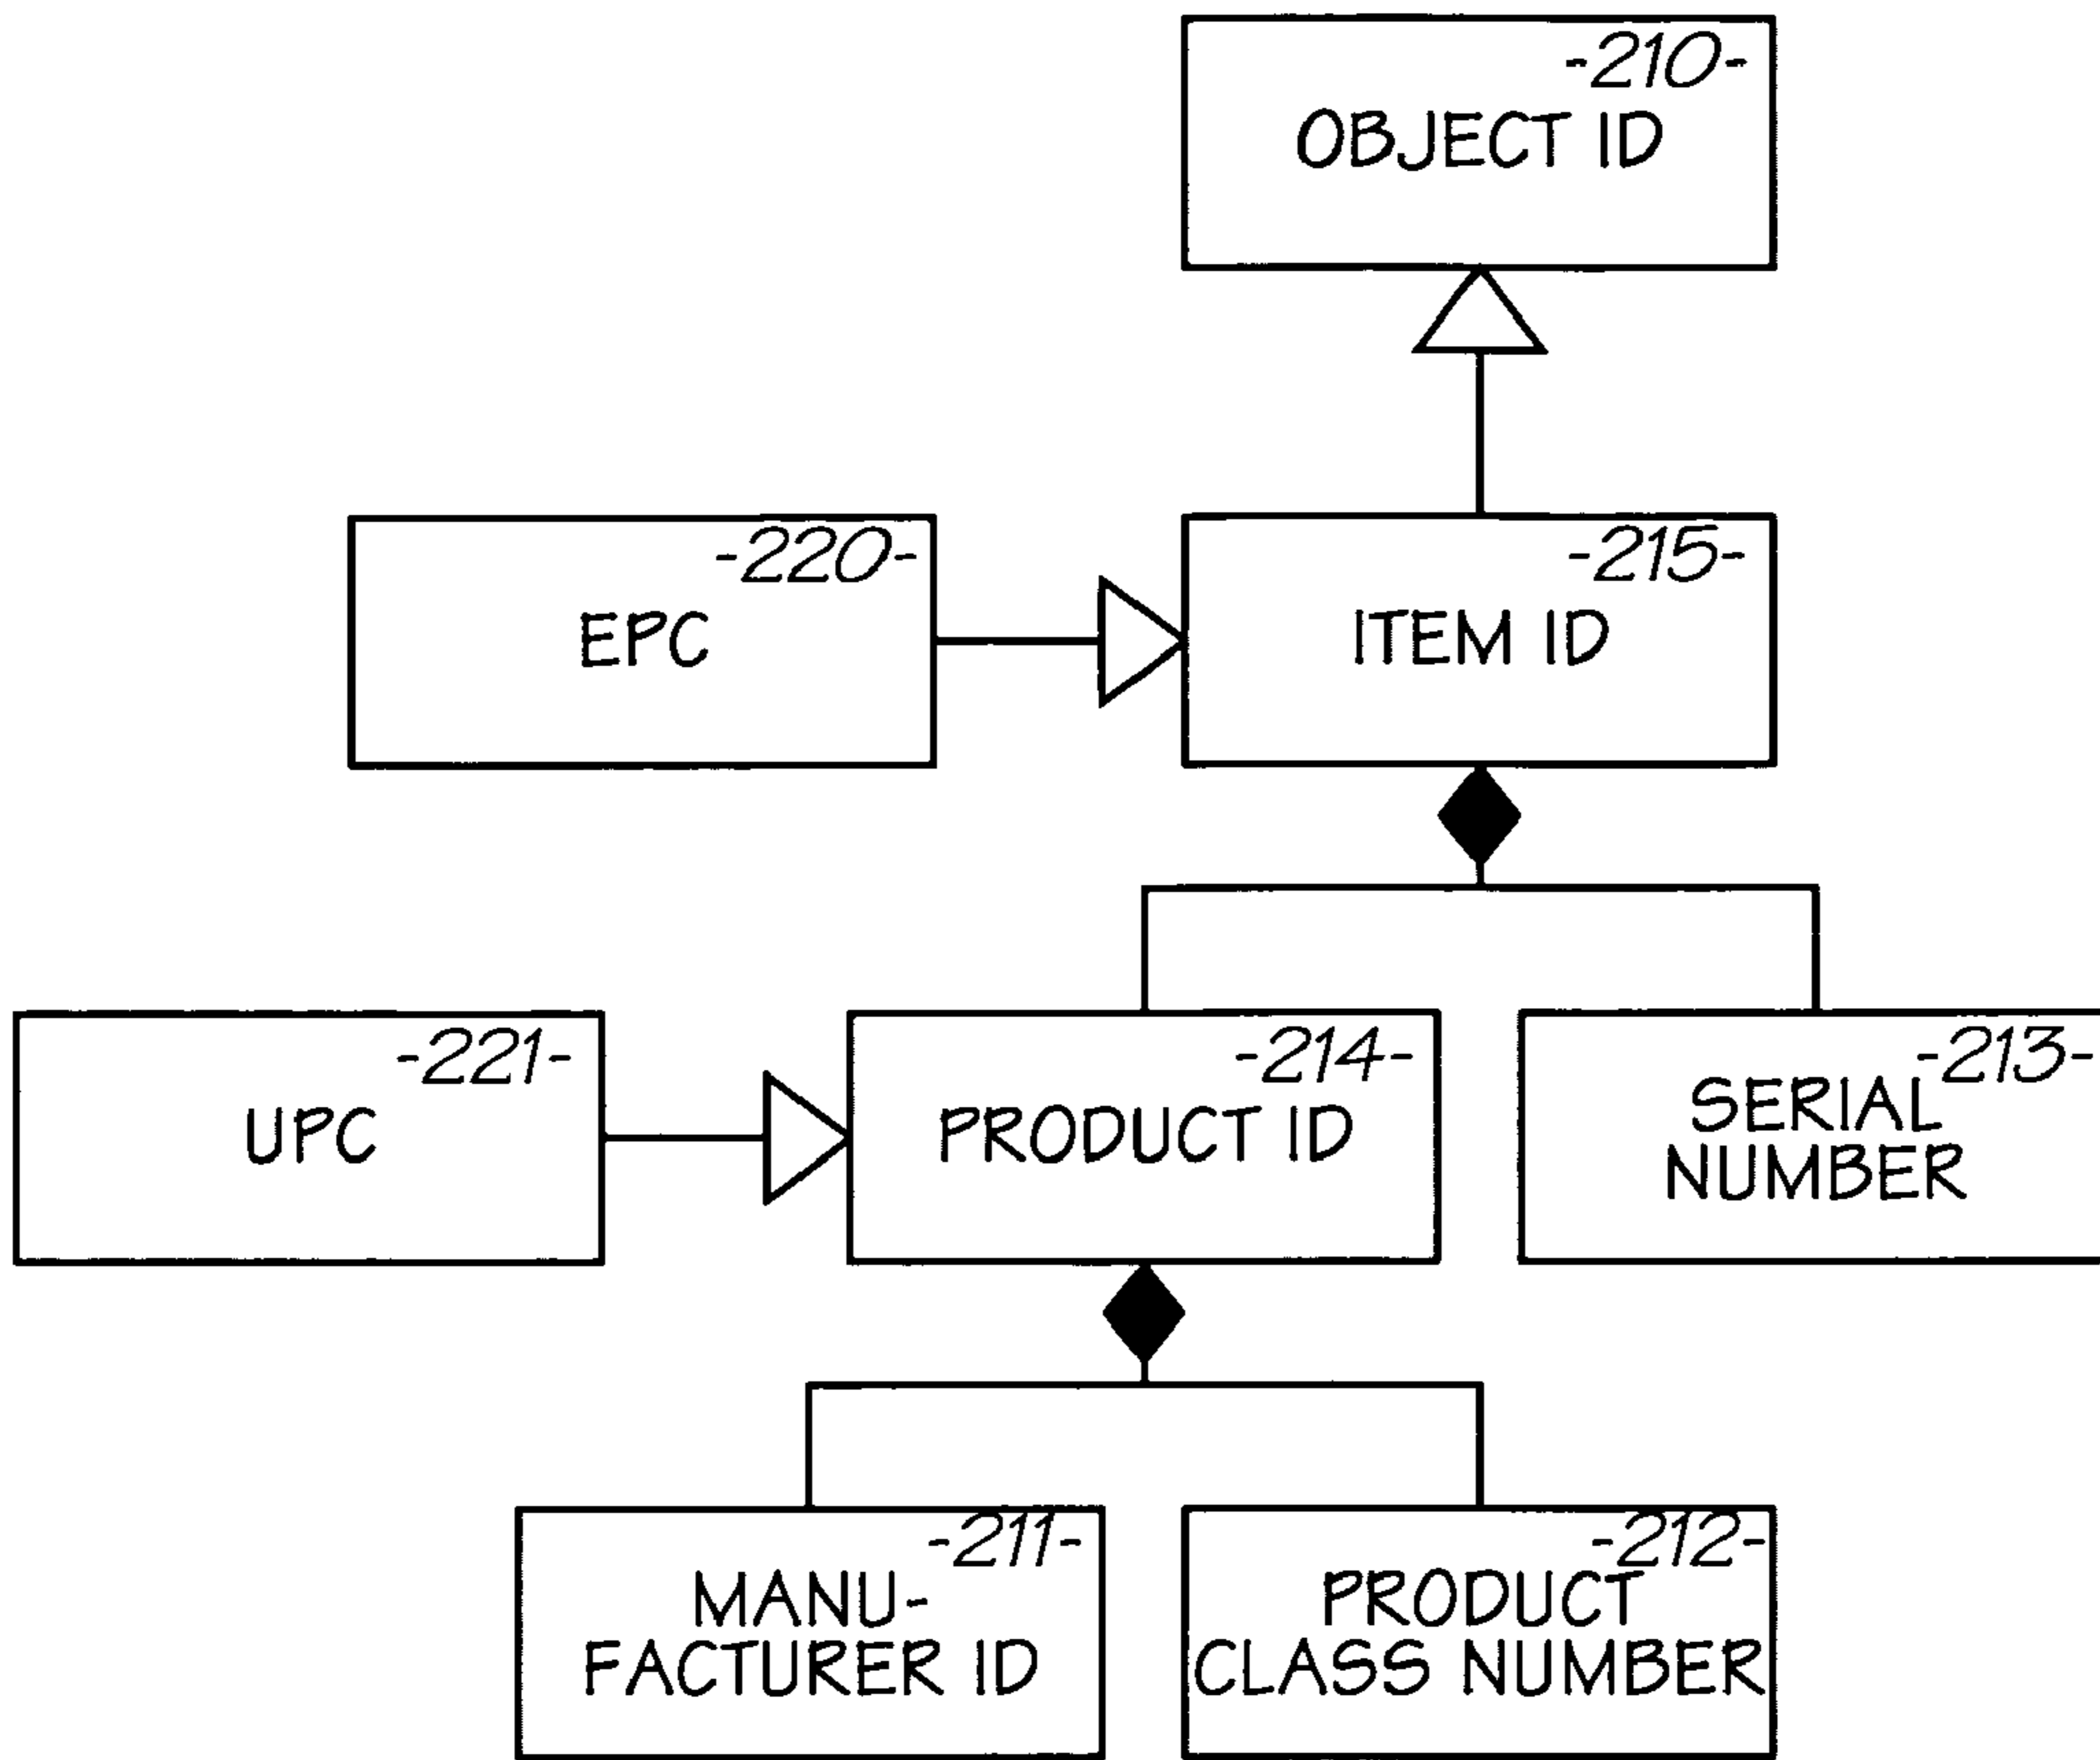 -210-
OBJECT ID
-220-
EPC
-215-
ITEM ID
-221-
UPC
-214-
PRODUCT ID
-213-
SERIAL
NUMBER
-211-
MANU-
FACTURER ID
-212-
PRODUCT
CLASS NUMBER